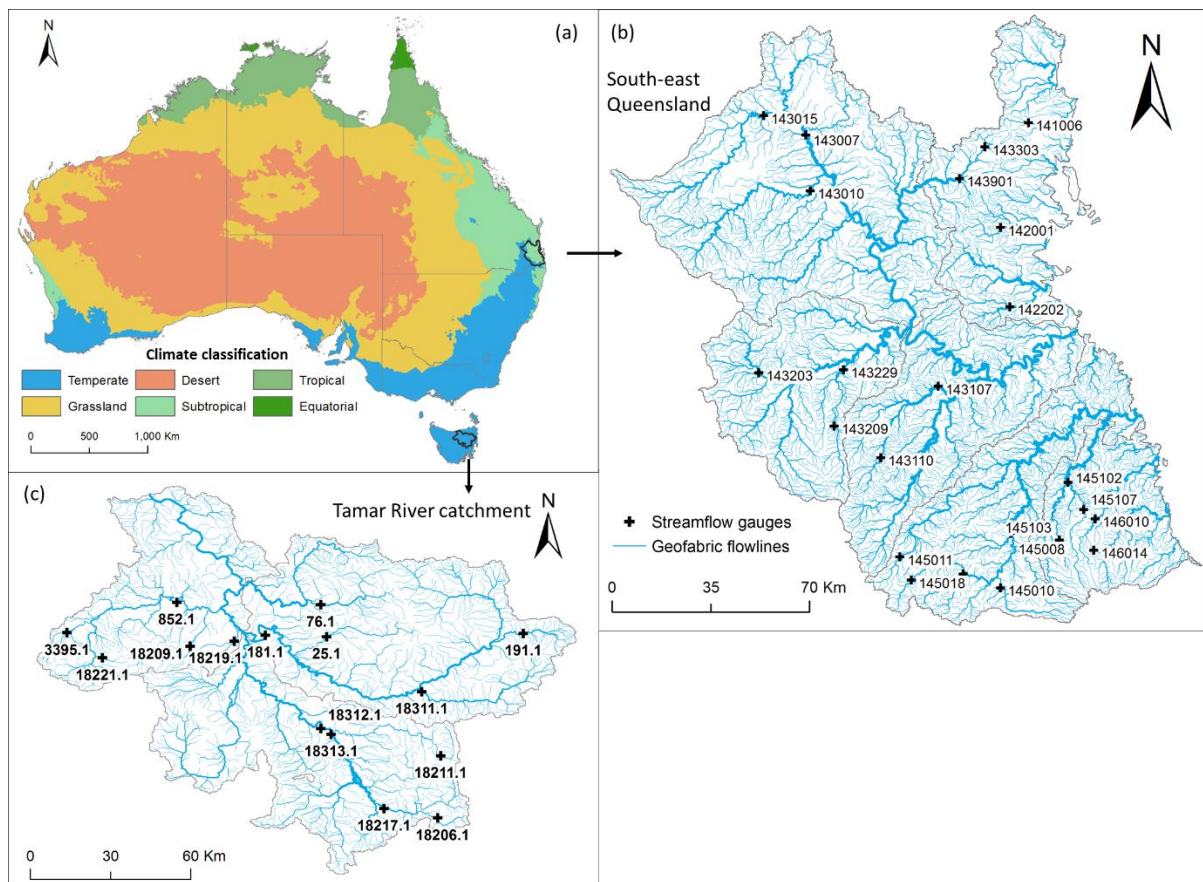 N
(a)
Climate classification
Temperate
Desert
Tropical
Grassland
Subtropical
Equatorial
0 500 1,000 Km
(b)
South-east
Queensland
N
143015
143007
141006
143303
143901
143010
142001
142202
143203
143229
143107
143209
143110
145102
145107
146010
145103
145008
146014
145011
145018
145010
Streamflow gauges
Geofabric flowlines
0 35 70 Km
(c)
Tamar River catchment
N
852.1
76.1
3395.1
18209.1
18219.1
181.1
25.1
191.1
18221.1
18311.1
18312.1
18313.1
18211.1
18217.1
18206.1
0 30 60 Km